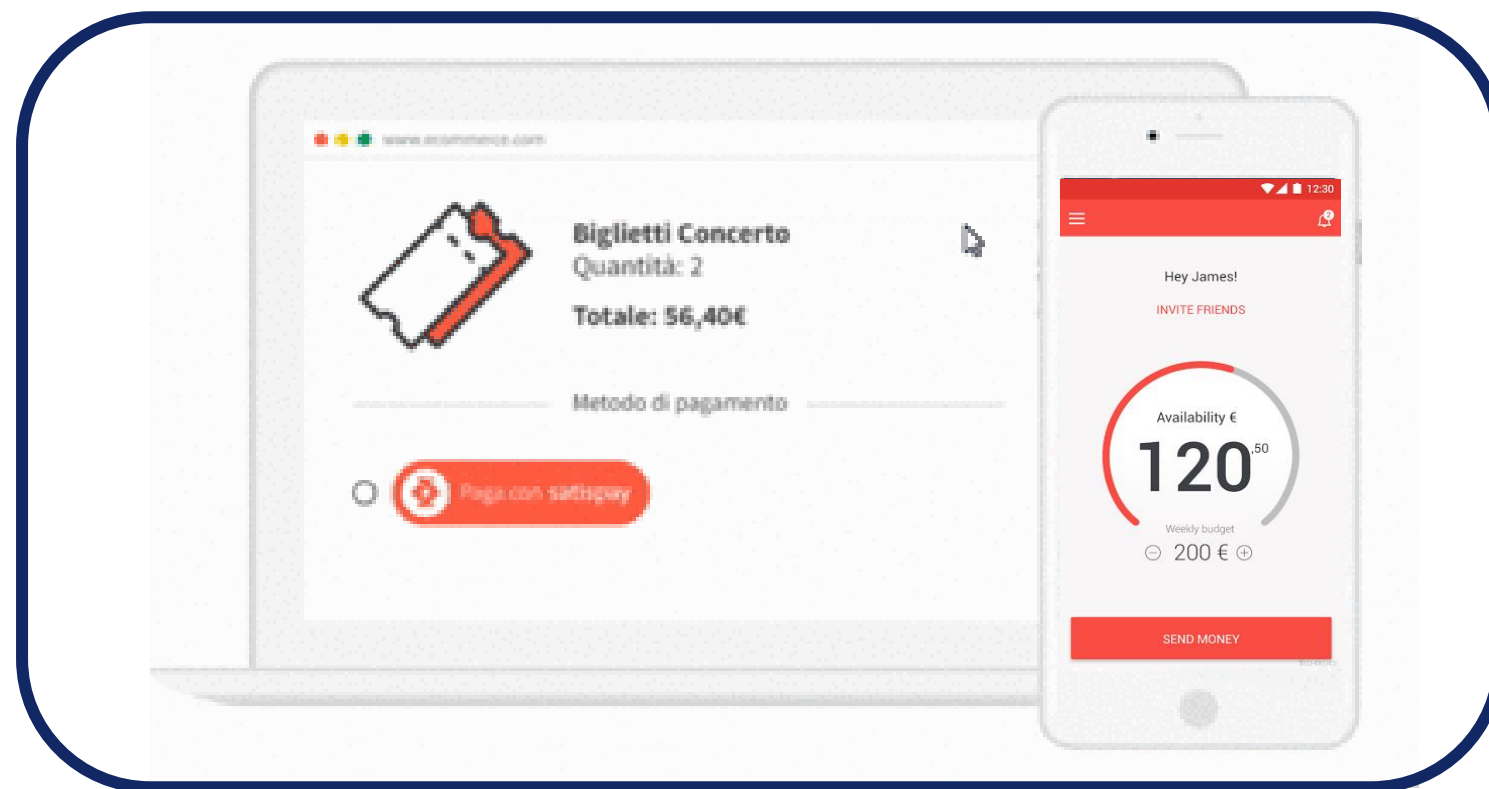 www.ecommerce.com
Biglietti Concerto
Quantità: 2
Totale: 56,40€
Metodo di pagamento
Paga con satispay
12:30
2
Hey James!
INVITE FRIENDS
Availability €
120,50
Weekly budget
200 €
SEND MONEY